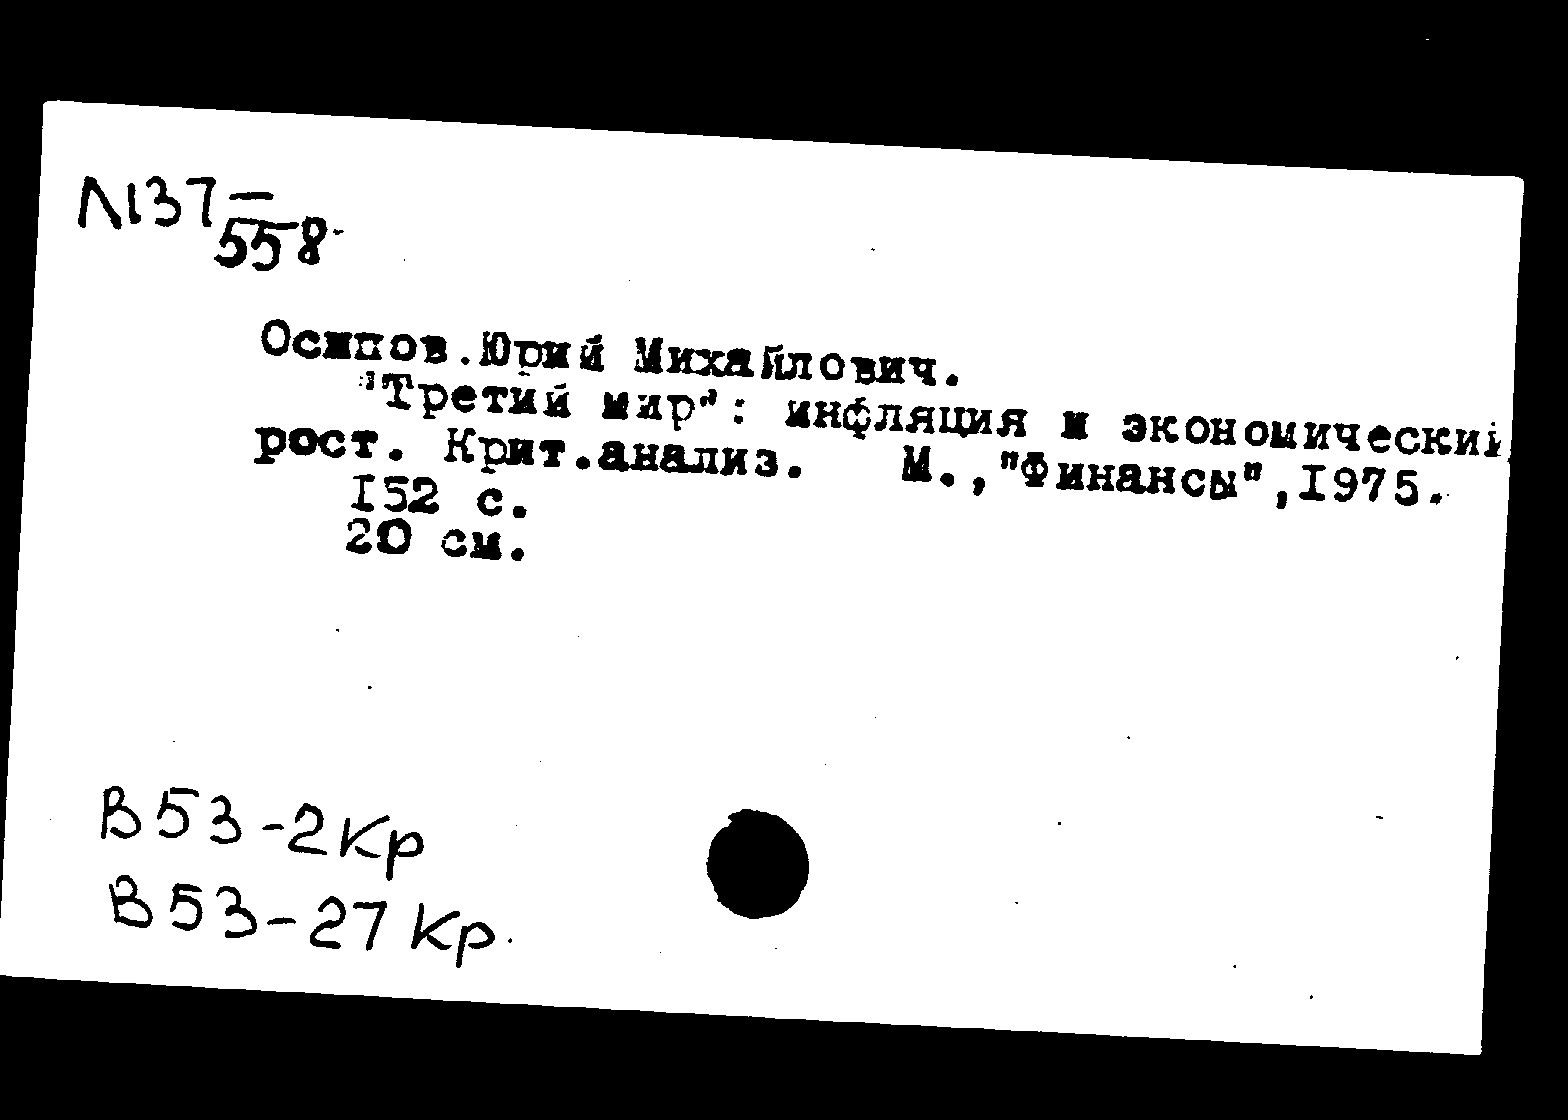 Л137-
558
Осипов.Юрий Михайлович.
"Третий мир": инфляция и экономический
рост. Крит.анализ. М.,"Финансы",1975.
152 с.
20 см.
В53-2Кр
В53-27Кр.